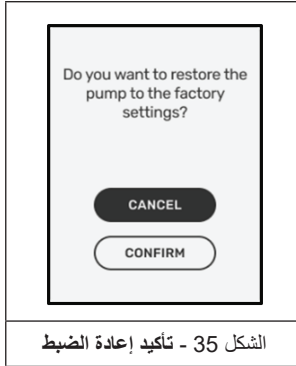 Do you want to restore the
pump to the factory
settings?
CANCEL
CONFIRM
الشكل 35 - تأكيد إعادة الضبط